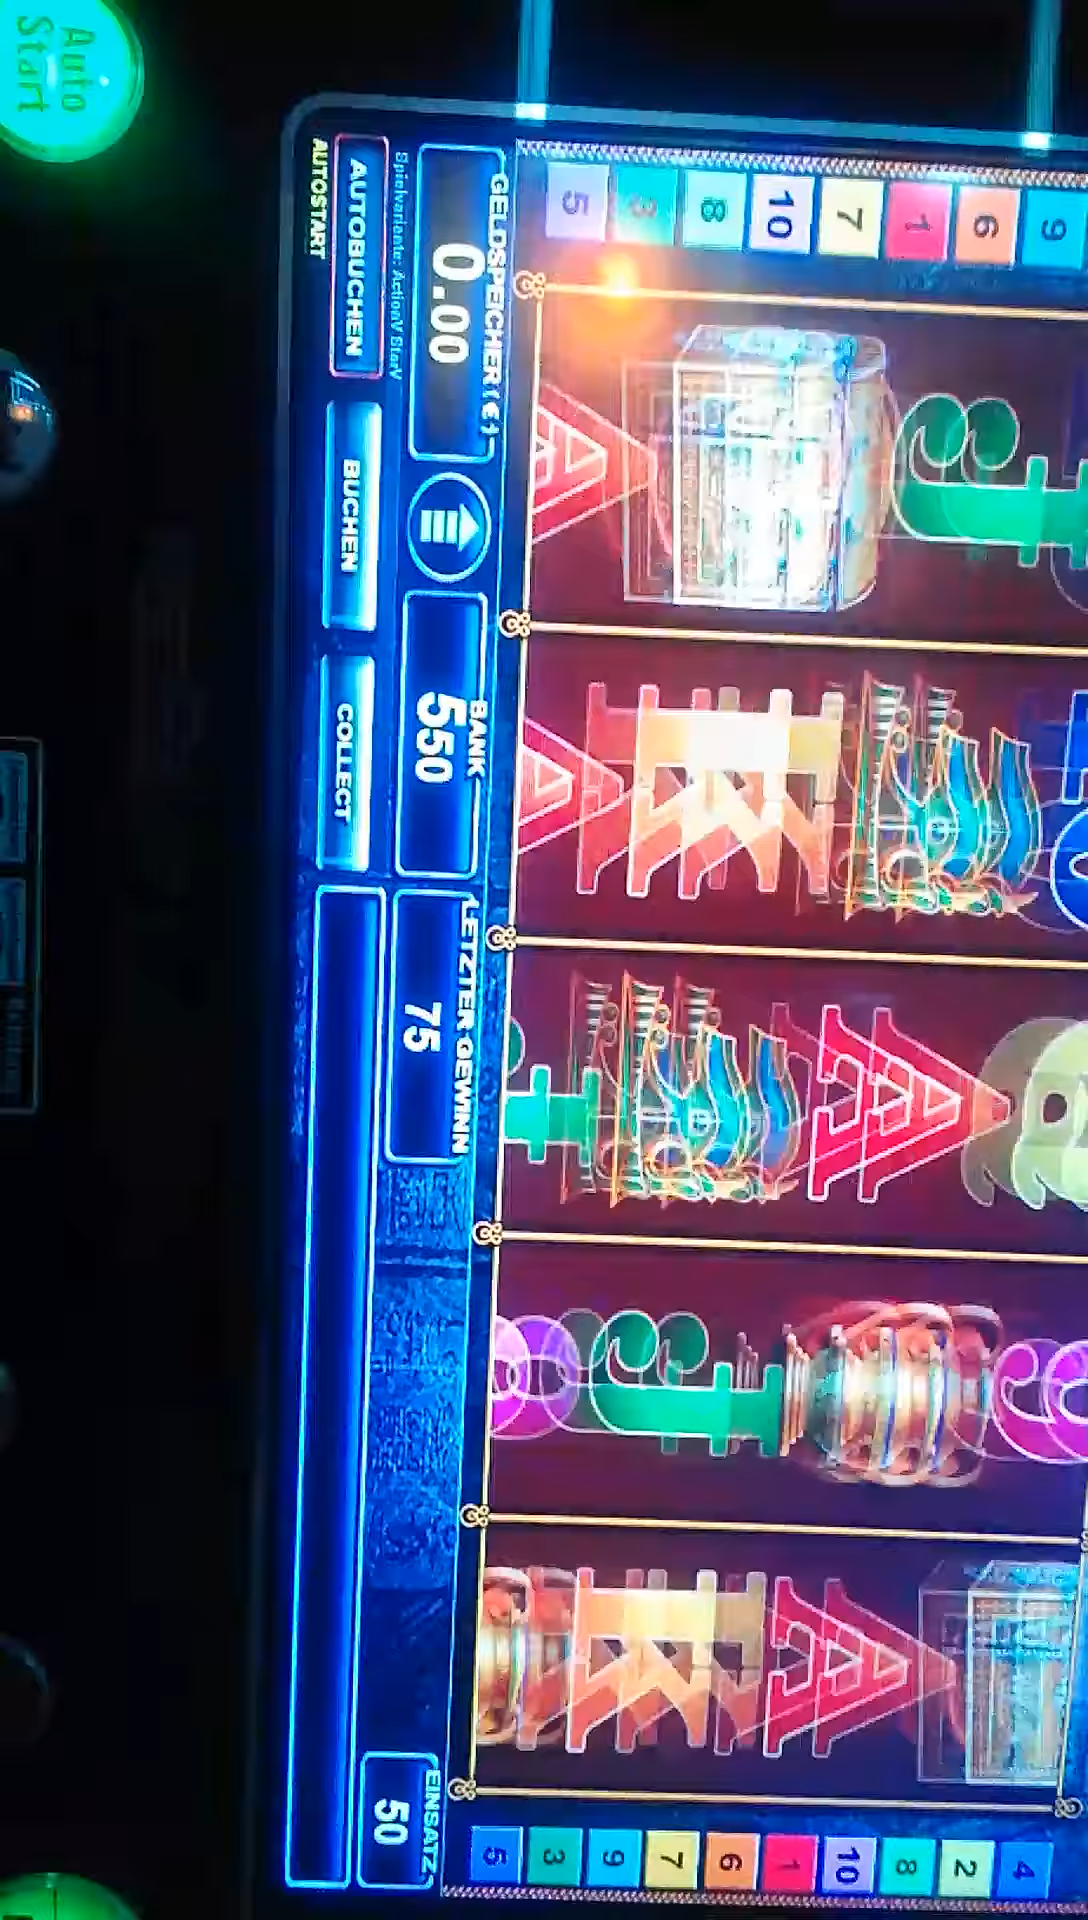 9
6
1
7
10
8
3
5
4
2
8
10
1
6
7
9
3
5
J
A
K
A
A
J
K
A
GELDSPEICHER (€)
0.00
BANK
550
LETZTER GEWINN
75
EINSATZ
50
Spielvariante: ActionV StarV
AUTOBUCHEN
BUCHEN
COLLECT
AUTOSTART
Auto
Start